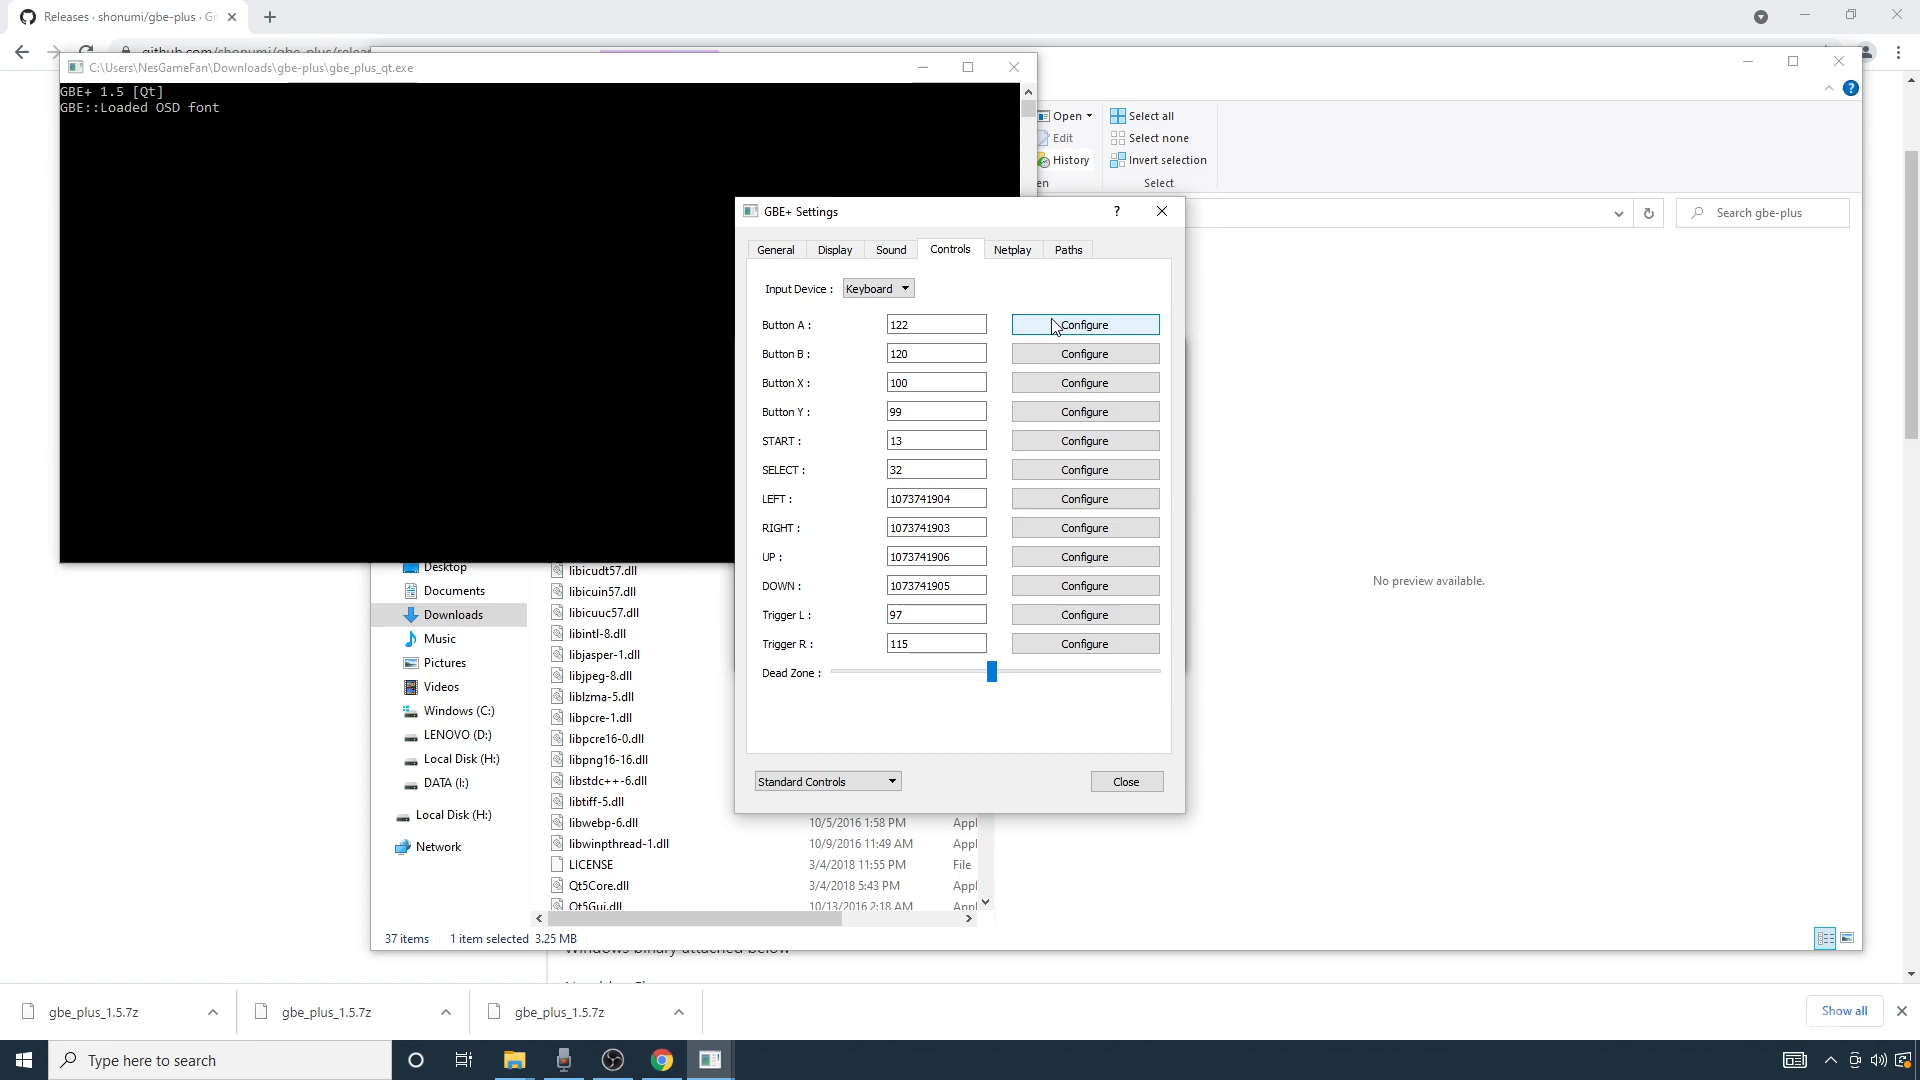 Releases · shonumi/gbe-plus · Gi
C:\Users\NesGameFan\Downloads\gbe-plus\gbe_plus_qt.exe
GBE+ 1.5 [Qt]
GBE::Loaded OSD font
Open
Edit
History
en
Select all
Select none
Invert selection
Select
Search gbe-plus
GBE+ Settings
General
Display
Sound
Controls
Netplay
Paths
Input Device :
Keyboard
Button A : 122 Configure
Button B : 120 Configure
Button X : 100 Configure
Button Y : 99 Configure
START : 13 Configure
SELECT : 32 Configure
LEFT : 1073741904 Configure
RIGHT : 1073741903 Configure
UP : 1073741906 Configure
DOWN : 1073741905 Configure
Trigger L : 97 Configure
Trigger R : 115 Configure
Dead Zone :
Standard Controls
Close
No preview available.
Desktop
Documents
Downloads
Music
Pictures
Videos
Windows (C:)
LENOVO (D:)
Local Disk (H:)
DATA (I:)
Local Disk (H:)
Network
libicudt57.dll
libicuin57.dll
libicuuc57.dll
libintl-8.dll
libjasper-1.dll
libjpeg-8.dll
liblzma-5.dll
libpcre-1.dll
libpcre16-0.dll
libpng16-16.dll
libstdc++-6.dll
libtiff-5.dll
libwebp-6.dll 10/5/2016 1:58 PM Appl
libwinpthread-1.dll 10/9/2016 11:49 AM Appl
LICENSE 3/4/2018 11:55 PM File
Qt5Core.dll 3/4/2018 5:43 PM Appl
Qt5Gui.dll 10/13/2016 2:18 AM Appl
37 items
1 item selected 3.25 MB
Windows binary attached below
gbe_plus_1.5.7z
gbe_plus_1.5.7z
gbe_plus_1.5.7z
Show all
Type here to search